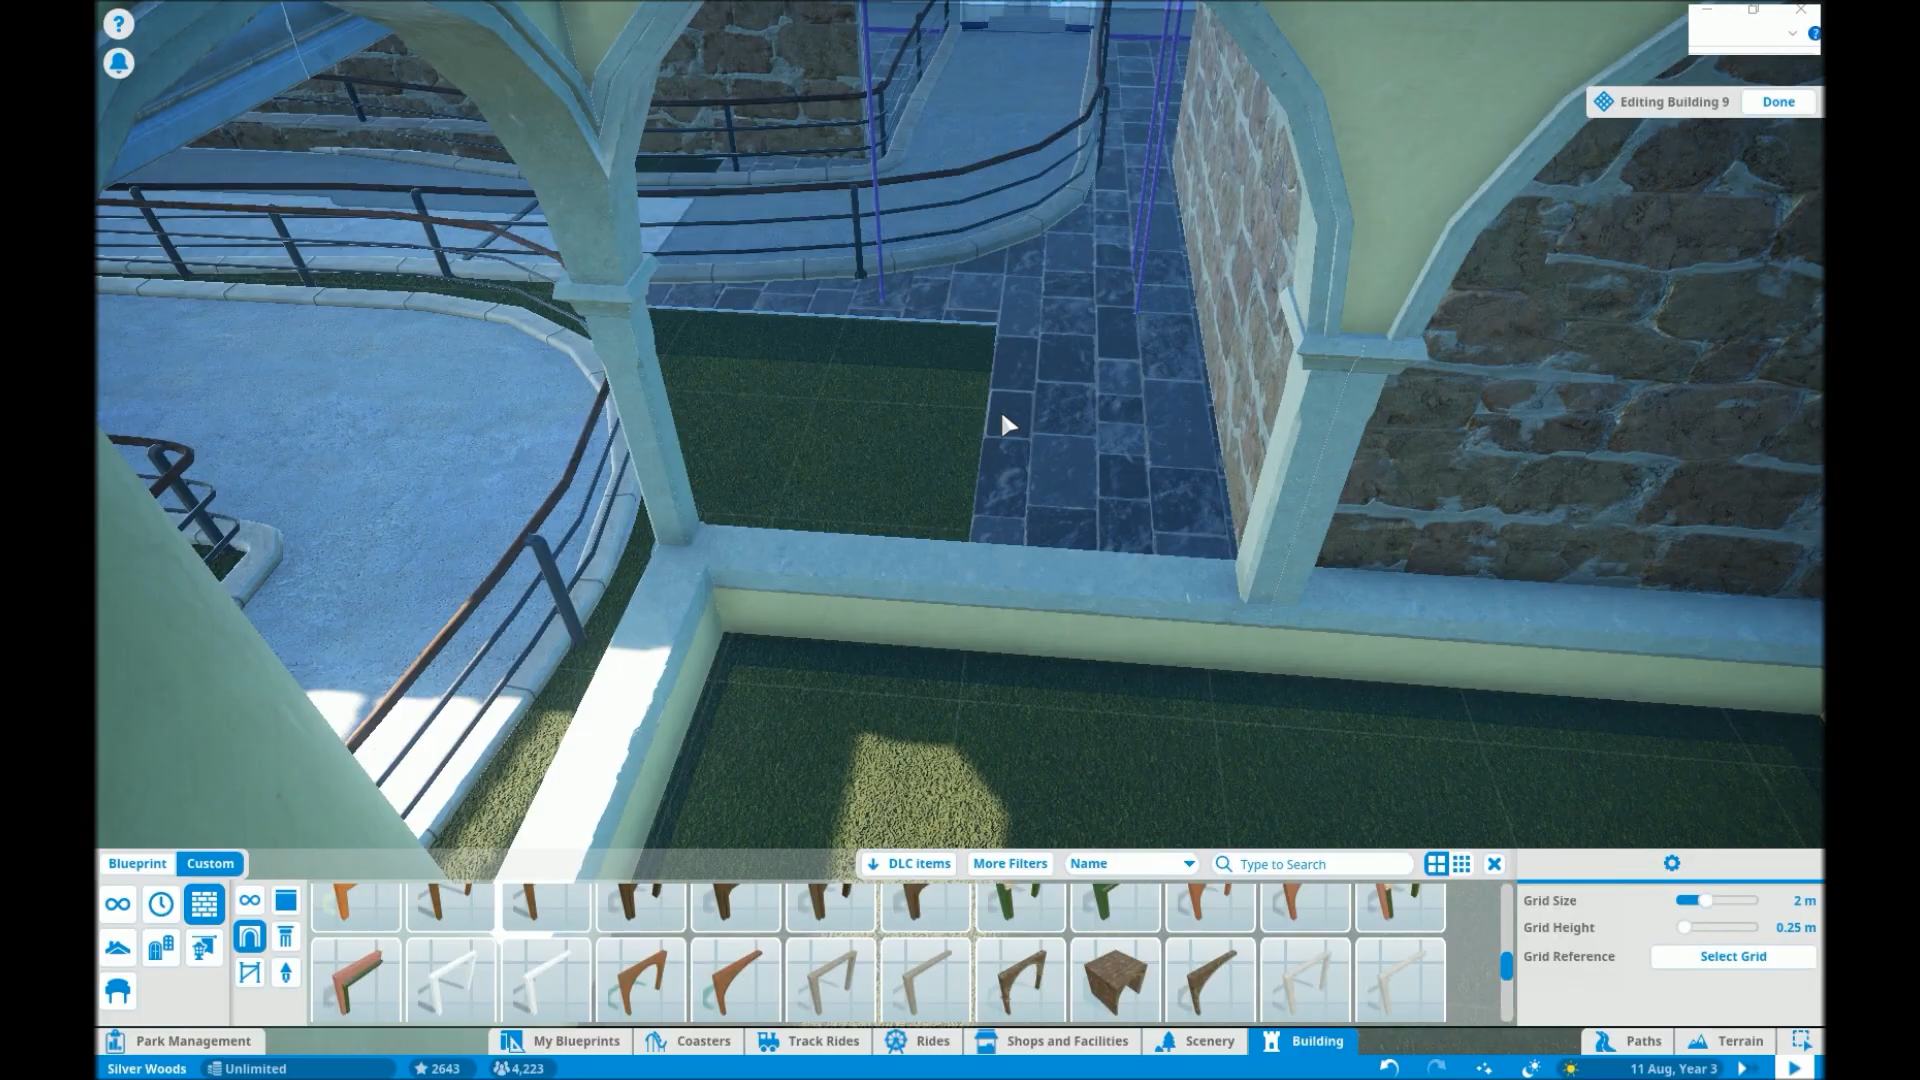 ?
?
Editing Building 9 Done
Blueprint Custom
DLC items More Filters Name Type to Search
Grid Size 2 m
Grid Height 0.25 m
Grid Reference Select Grid
Park Management My Blueprints Coasters Track Rides Rides Shops and Facilities Scenery Building Paths Terrain
Silver Woods Unlimited 2643 4,223 11 Aug, Year 3